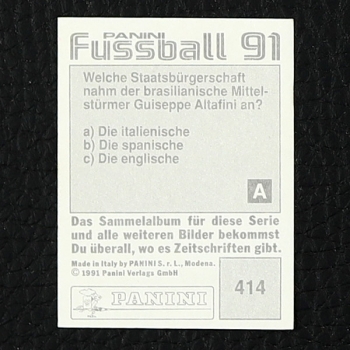 PANINI
Fussball 91
Welche Staatsbürgerschaft
nahm der brasilianische Mittel-
stürmer Guiseppe Altafini an?
a) Die italienische
b) Die spanische
c) Die englische
A
Das Sammelalbum für diese Serie
und alle weiteren Bilder bekommst
Du überall, wo es Zeitschriften gibt.
Made in Italy by PANINI S. r. L., Modena.
© 1991 Panini Verlags GmbH
PANINI
414